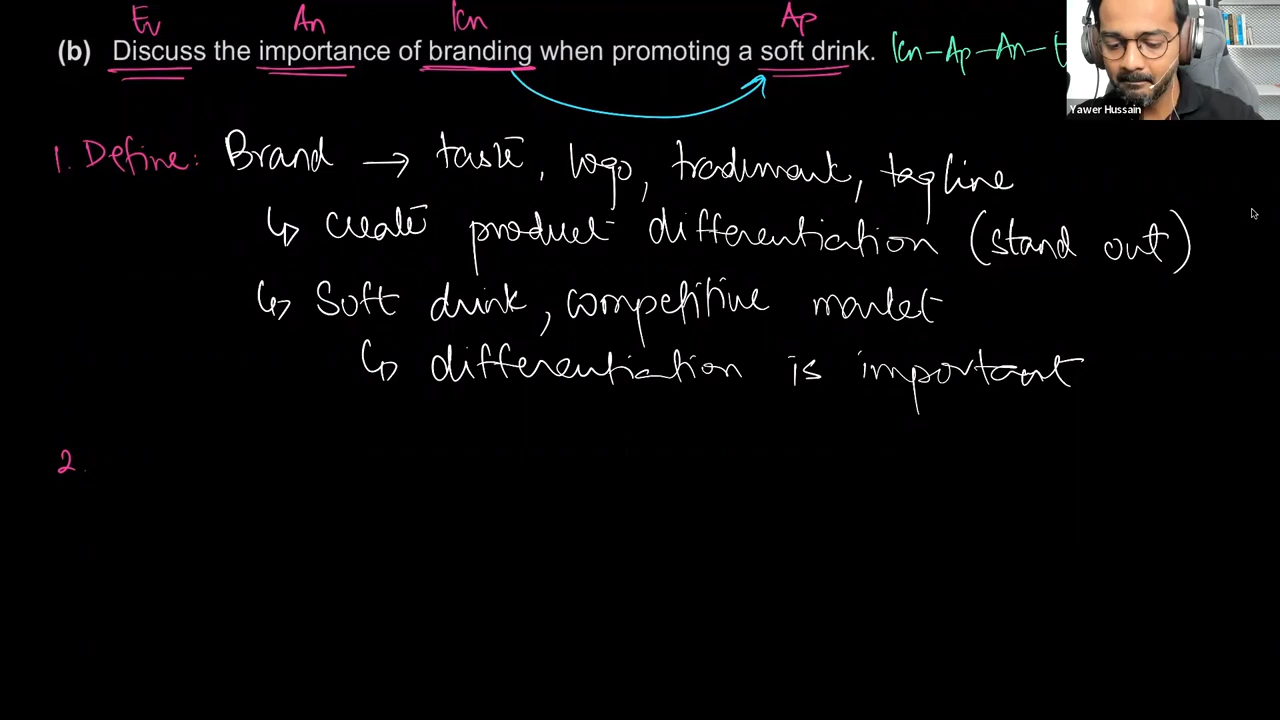 Ev An Kn Ap
(b) Discuss the importance of branding when promoting a soft drink. Kn-Ap-An-E
Yawer Hussain
1. Define: Brand → taste, logo, trademark, tagline
↳ create product differentiation (stand out)
↳ Soft drink, competitive market
↳ differentiation is important
2.